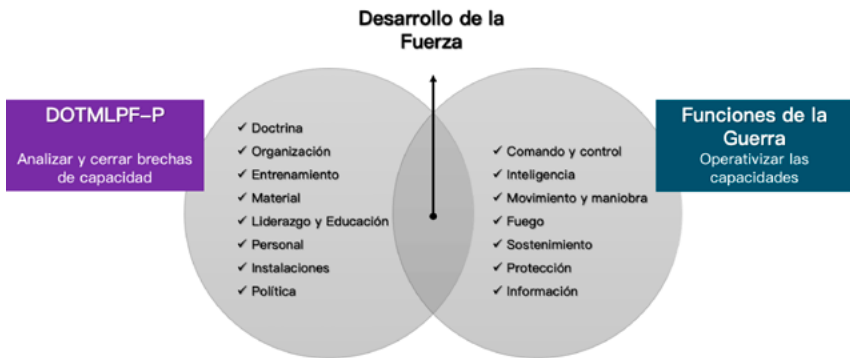 Desarrollo de la
Fuerza
DOTMLPF-P
Analizar y cerrar brechas
de capacidad
✓ Doctrina
✓ Organización
✓ Entrenamiento
✓ Material
✓ Liderazgo y Educación
✓ Personal
✓ Instalaciones
✓ Política
✓ Comando y control
✓ Inteligencia
✓ Movimiento y maniobra
✓ Fuego
✓ Sostenimiento
✓ Protección
✓ Información
Funciones de la
Guerra
Operativizar las
capacidades